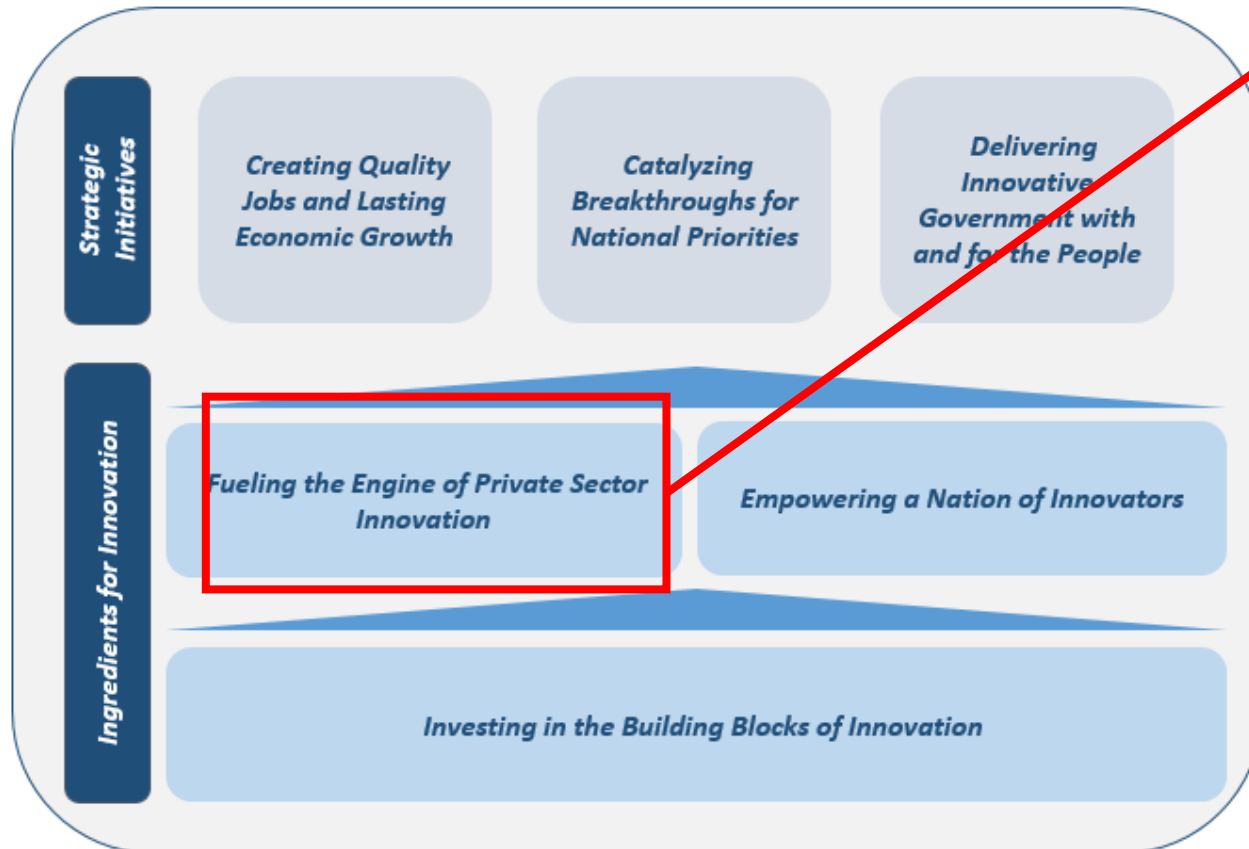 Strategic
Initiatives
Creating Quality
Jobs and Lasting
Economic Growth
Catalyzing
Breakthroughs for
National Priorities
Delivering
Innovative
Government with
and for the People
Ingredients for Innovation
Fueling the Engine of Private Sector
Innovation
Empowering a Nation of Innovators
Investing in the Building Blocks of Innovation